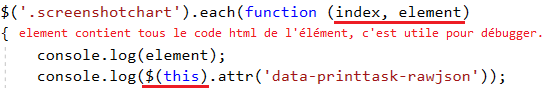 $('.screenshotchart').each(function (index, element)
{ element contient tous le code html de l'élémént, c'est utile pour débugger.
console.log(element);
console.log($(this).attr('data-printtask-rawjson'));